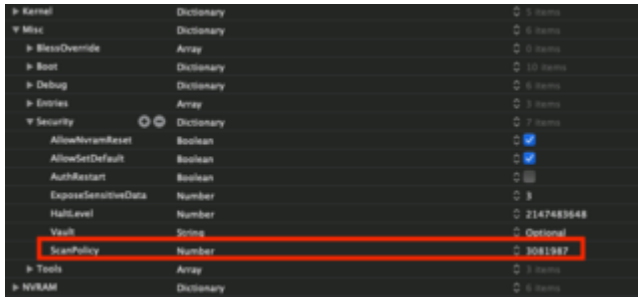 Kernel Dictionary 5 items
Misc Dictionary 6 items
BlessOverride Array 0 items
Boot Dictionary 10 items
Debug Dictionary 6 items
Entries Array 3 items
Security Dictionary 7 items
AllowNvramReset Boolean
AllowSetDefault Boolean
AuthRestart Boolean
ExposeSensitiveData Number 3
HaltLevel Number 2147483648
Vault String Optional
ScanPolicy Number 3081987
Tools Array 3 items
NVRAM Dictionary 6 items